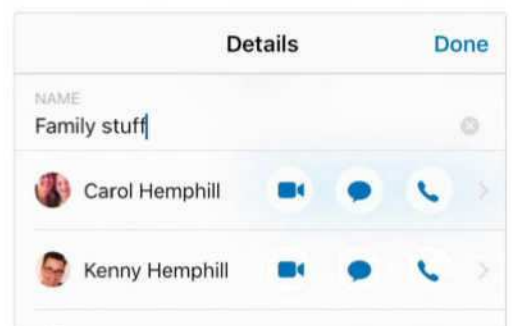 Details
Done
NAME
Family stuff
Carol Hemphill
Kenny Hemphill